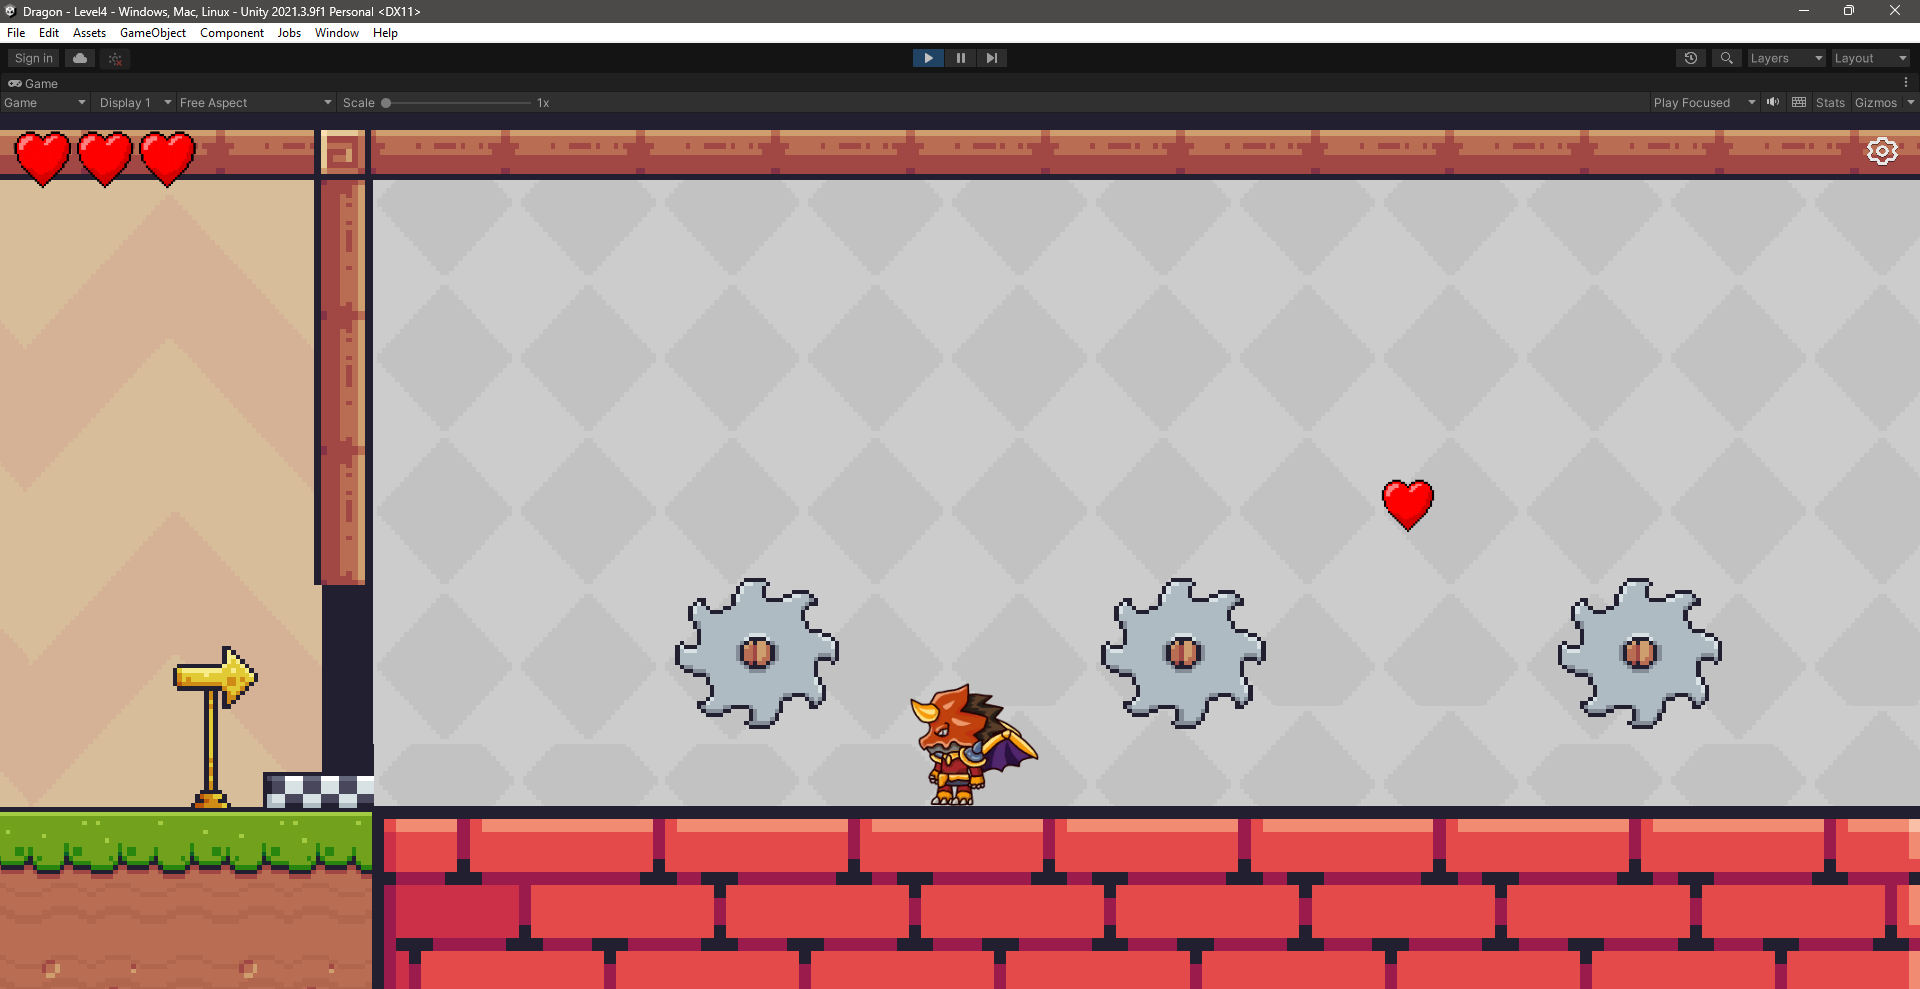 Dragon - Level4 - Windows, Mac, Linux - Unity 2021.3.9f1 Personal <DX11>
File Edit Assets GameObject Component Jobs Window Help
Sign in Layers Layout
Game
Game Display 1 Free Aspect Scale 1x Play Focused Stats Gizmos